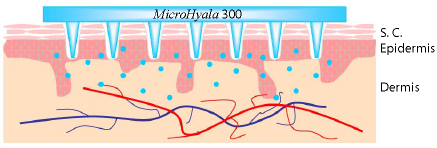 MicroHyala 300
S. C.
Epidermis
Dermis